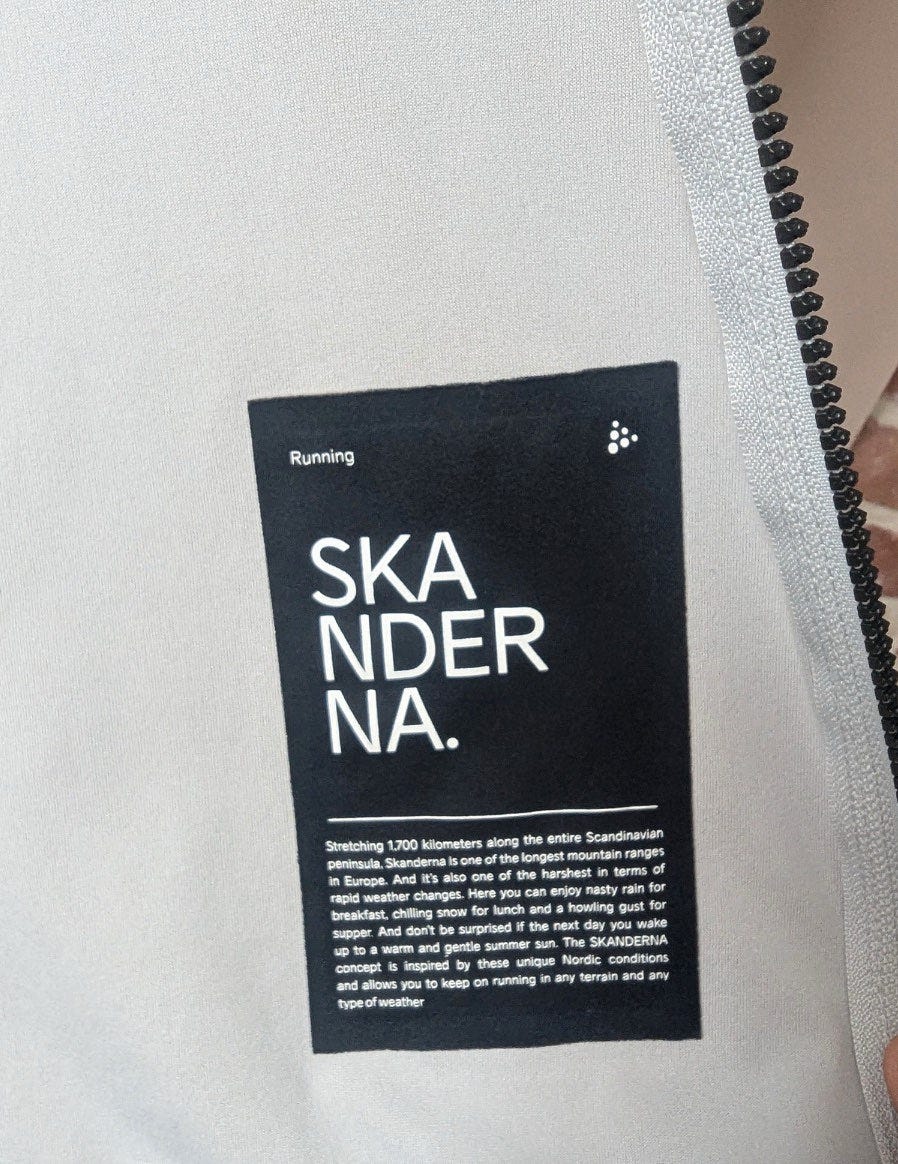 Running
SKA
NDER
NA.
Stretching 1,700 kilometers along the entire Scandinavian
peninsula, Skanderna is one of the longest mountain ranges
in Europe. And it's also one of the harshest in terms of
rapid weather changes. Here you can enjoy nasty rain for
breakfast, chilling snow for lunch and a howling gust for
supper. And don't be surprised if the next day you wake
up to a warm and gentle summer sun. The SKANDERNA
concept is inspired by these unique Nordic conditions
and allows you to keep on running in any terrain and any
type of weather